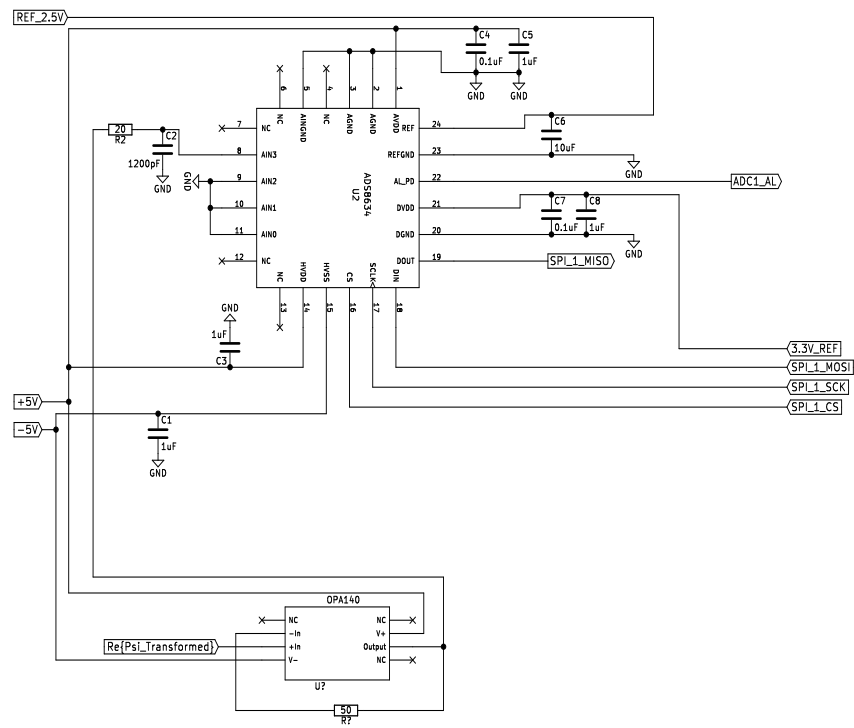 REF_2.5V
C4
0.1uF
C5
1uF
GND
GND
6
5
4
3
2
1
NC
AINGND
NC
AGND
AGND
AVDD
7
NC
8
AIN3
9
AIN2
10
AIN1
11
AIN0
12
NC
ADS8634
U2
REF
24
REFGND
23
AL_PD
22
DVDD
21
DGND
20
DOUT
19
NC
HVDD
HVSS
CS
SCLK
DIN
13
14
15
16
17
18
20
R2
C2
1200pF
GND
GND
C6
10uF
GND
ADC1_AL
C7
0.1uF
C8
1uF
GND
SPI_1_MISO
GND
1uF
C3
3.3V_REF
SPI_1_MOSI
SPI_1_SCK
SPI_1_CS
+5V
-5V
C1
1uF
GND
OPA140
NC
-In
+In
V-
NC
V+
Output
NC
Re{Psi_Transformed}
U?
50
R?